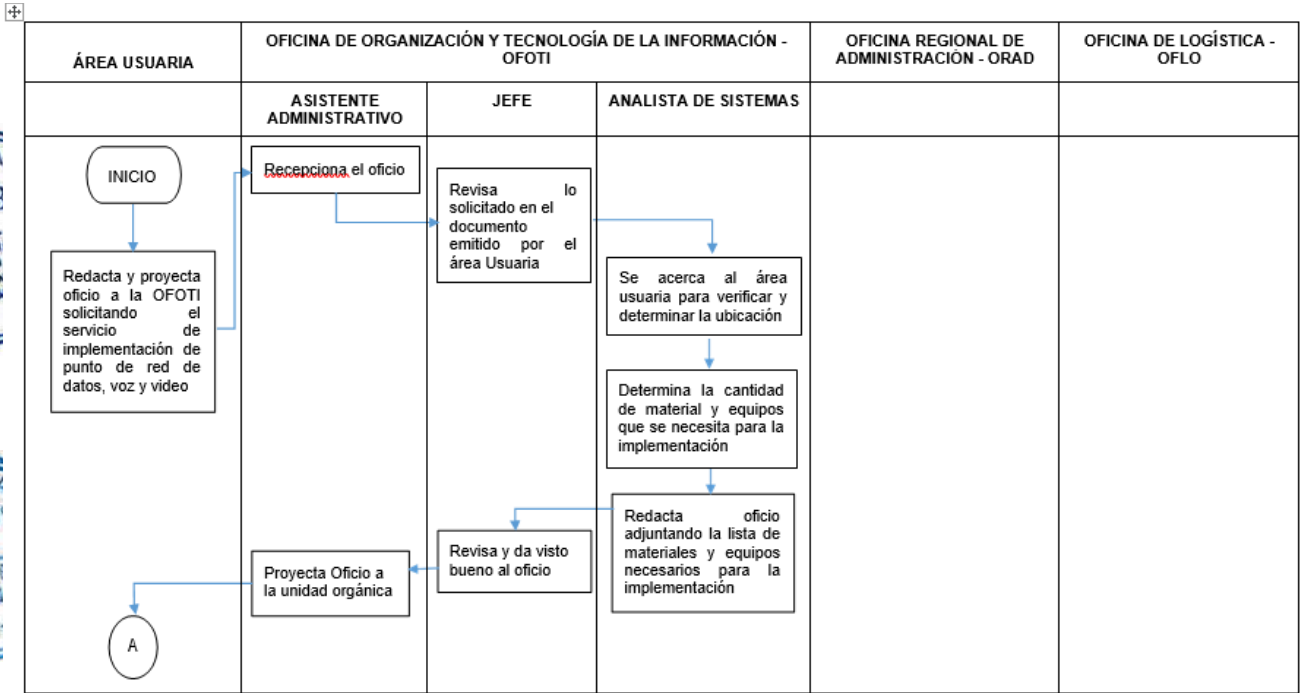 ÁREA USUARIA
OFICINA DE ORGANIZACIÓN Y TECNOLOGÍA DE LA INFORMACIÓN -
OFOTI
OFICINA REGIONAL DE
ADMINISTRACIÓN - ORAD
OFICINA DE LOGÍSTICA -
OFLO
ASISTENTE
ADMINISTRATIVO
JEFE
ANALISTA DE SISTEMAS
INICIO
Redacta y proyecta
oficio a la OFOTI
solicitando el
servicio de
implementación de
punto de red de
datos, voz y video
Recepciona el oficio
Revisa lo
solicitado en el
documento
emitido por el
área Usuaria
Se acerca al área
usuaria para verificar y
determinar la ubicación
Determina la cantidad
de material y equipos
que se necesita para la
implementación
Redacta oficio
adjuntando la lista de
materiales y equipos
necesarios para la
implementación
Revisa y da visto
bueno al oficio
Proyecta Oficio a
la unidad orgánica
A